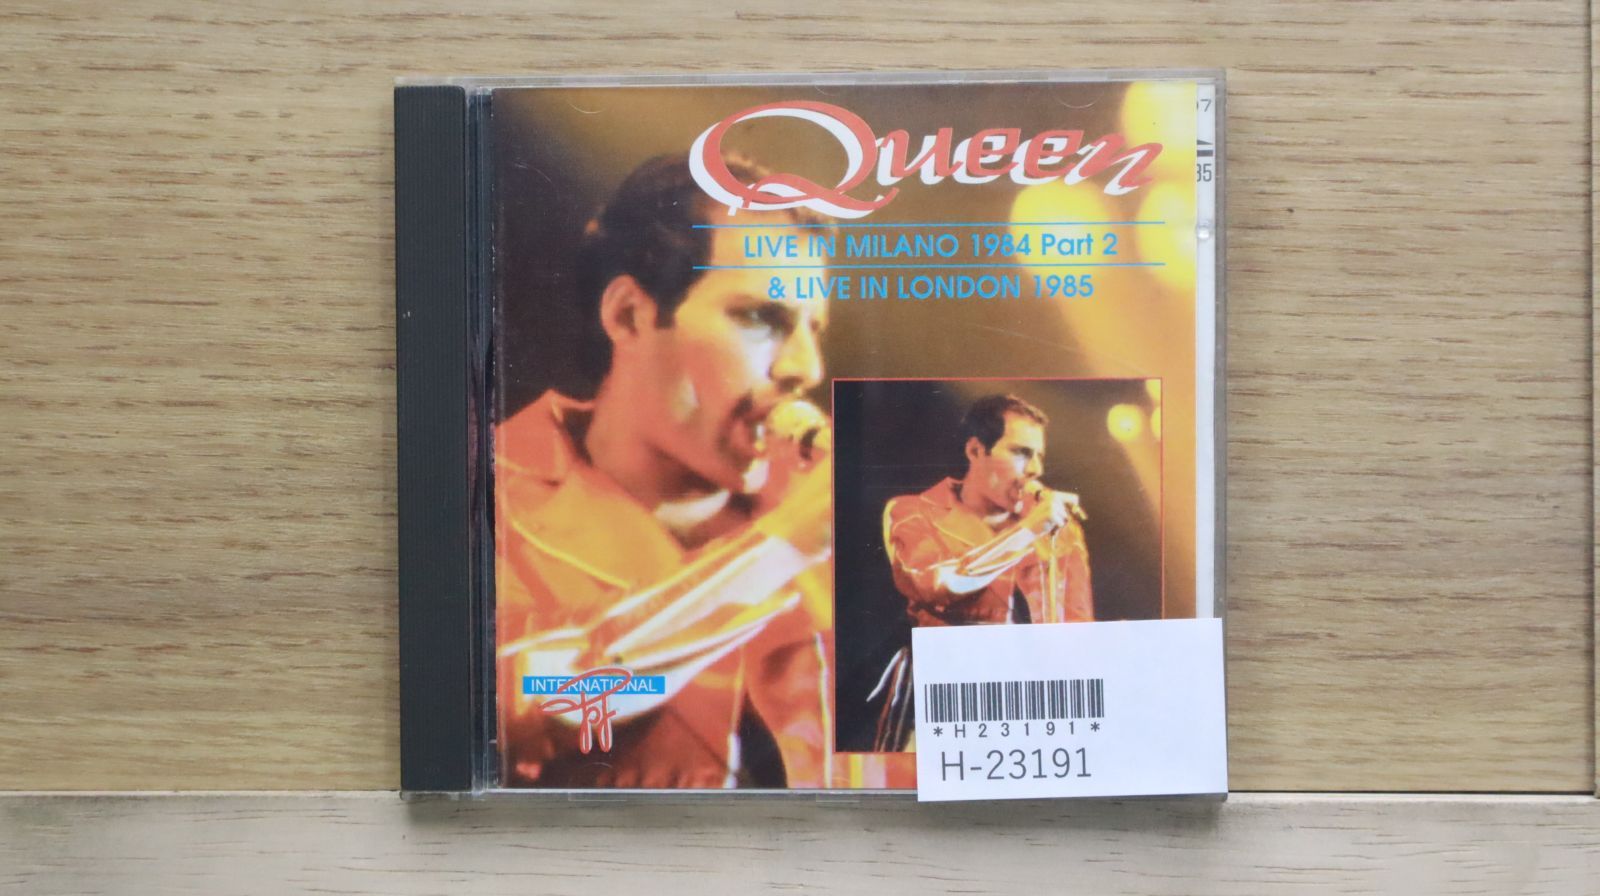 Queen
LIVE IN MILANO 1984 Part 2
& LIVE IN LONDON 1985
INTERNATIONAL
*H23191*
H-23191